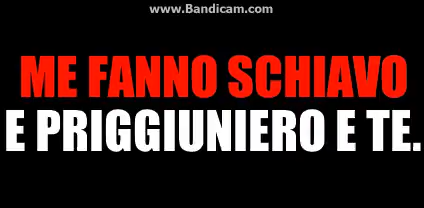 www.Bandicam.com
ME FANNO SCHIAVO
E PRIGGIUNIERO E TE.